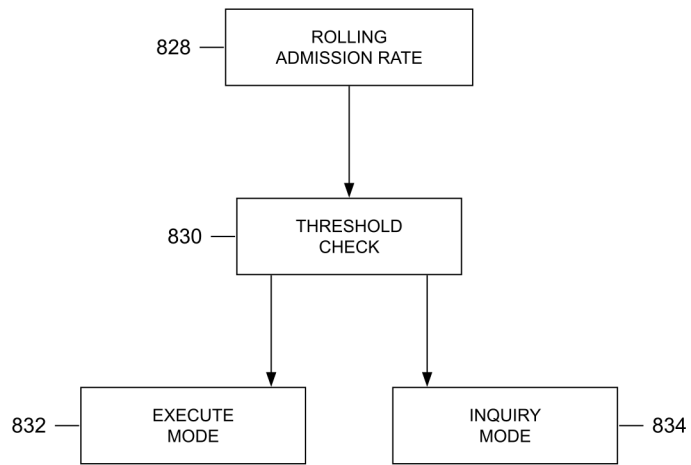 828
ROLLING
ADMISSION RATE
830
THRESHOLD
CHECK
832
EXECUTE
MODE
INQUIRY
MODE
834